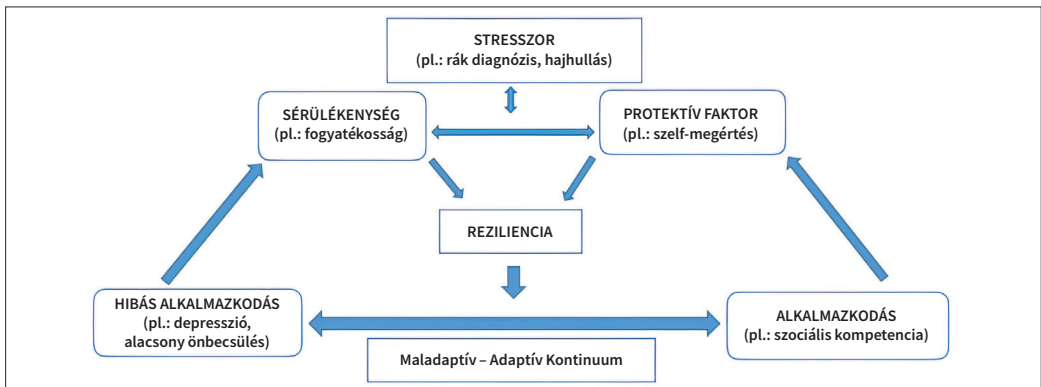 STRESSZOR
(pl.: rák diagnózis, hajhullás)
SÉRÜLÉKENYSÉG
(pl.: fogyatékosság)
PROTEKTÍV FAKTOR
(pl.: szelf-megértés)
REZILIENCIA
HIBÁS ALKALMAZKODÁS
(pl.: depresszió,
alacsony önbecsülés)
ALKALMAZKODÁS
(pl.: szociális kompetencia)
Maladaptív – Adaptív Kontinuum